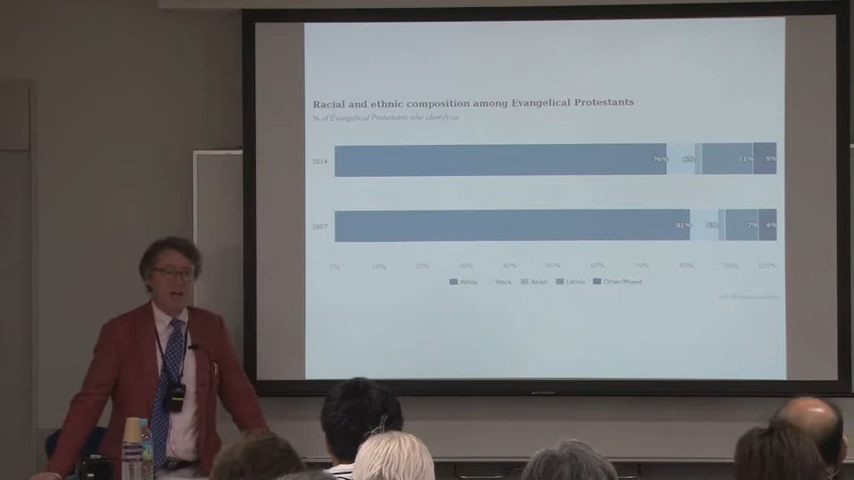 Racial and ethnic composition among Evangelical Protestants
% of Evangelical Protestants who identify as
2014 76% 6% 11% 5%
2007 81% 6% 7% 4%
0% 10% 20% 30% 40% 50% 60% 70% 80% 90% 100%
White Black Asian Latino Other/Mixed